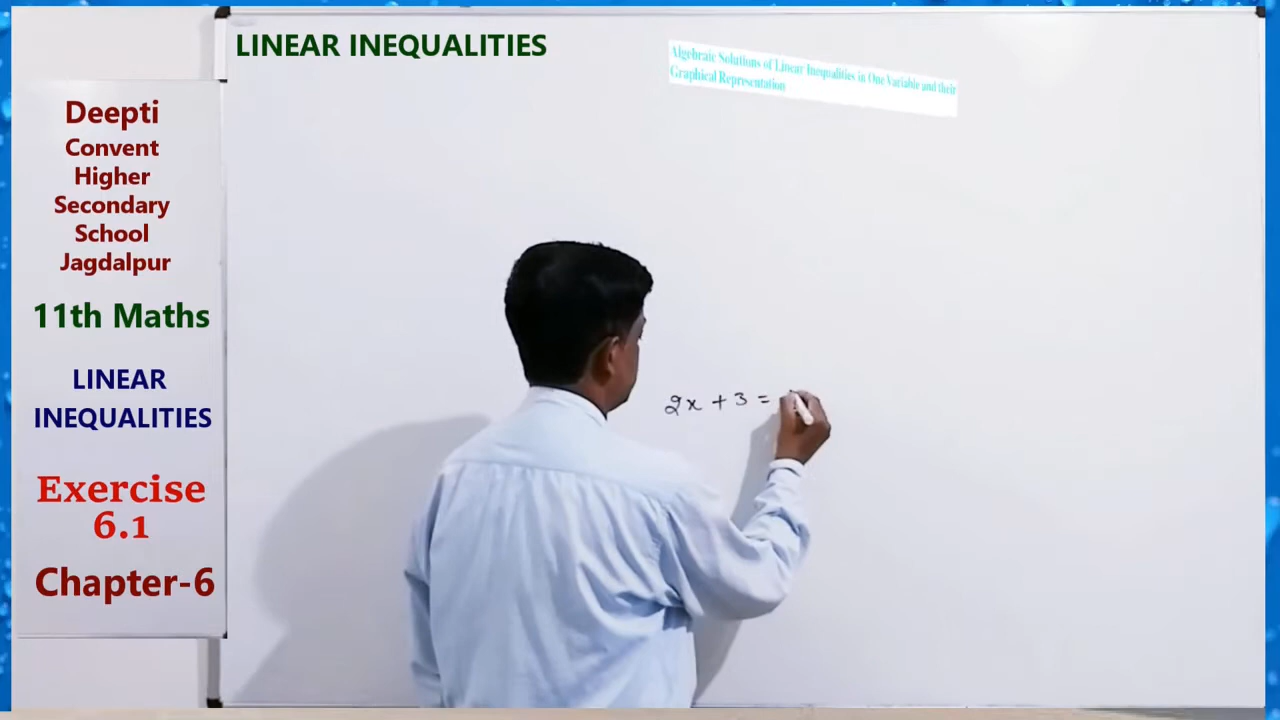 LINEAR INEQUALITIES
Algebraic Solutions of Linear Inequalities in One Variable and their
Graphical Representation
Deepti
Convent
Higher
Secondary
School
Jagdalpur
11th Maths
LINEAR
INEQUALITIES
Exercise
6.1
Chapter-6
2x + 3 =